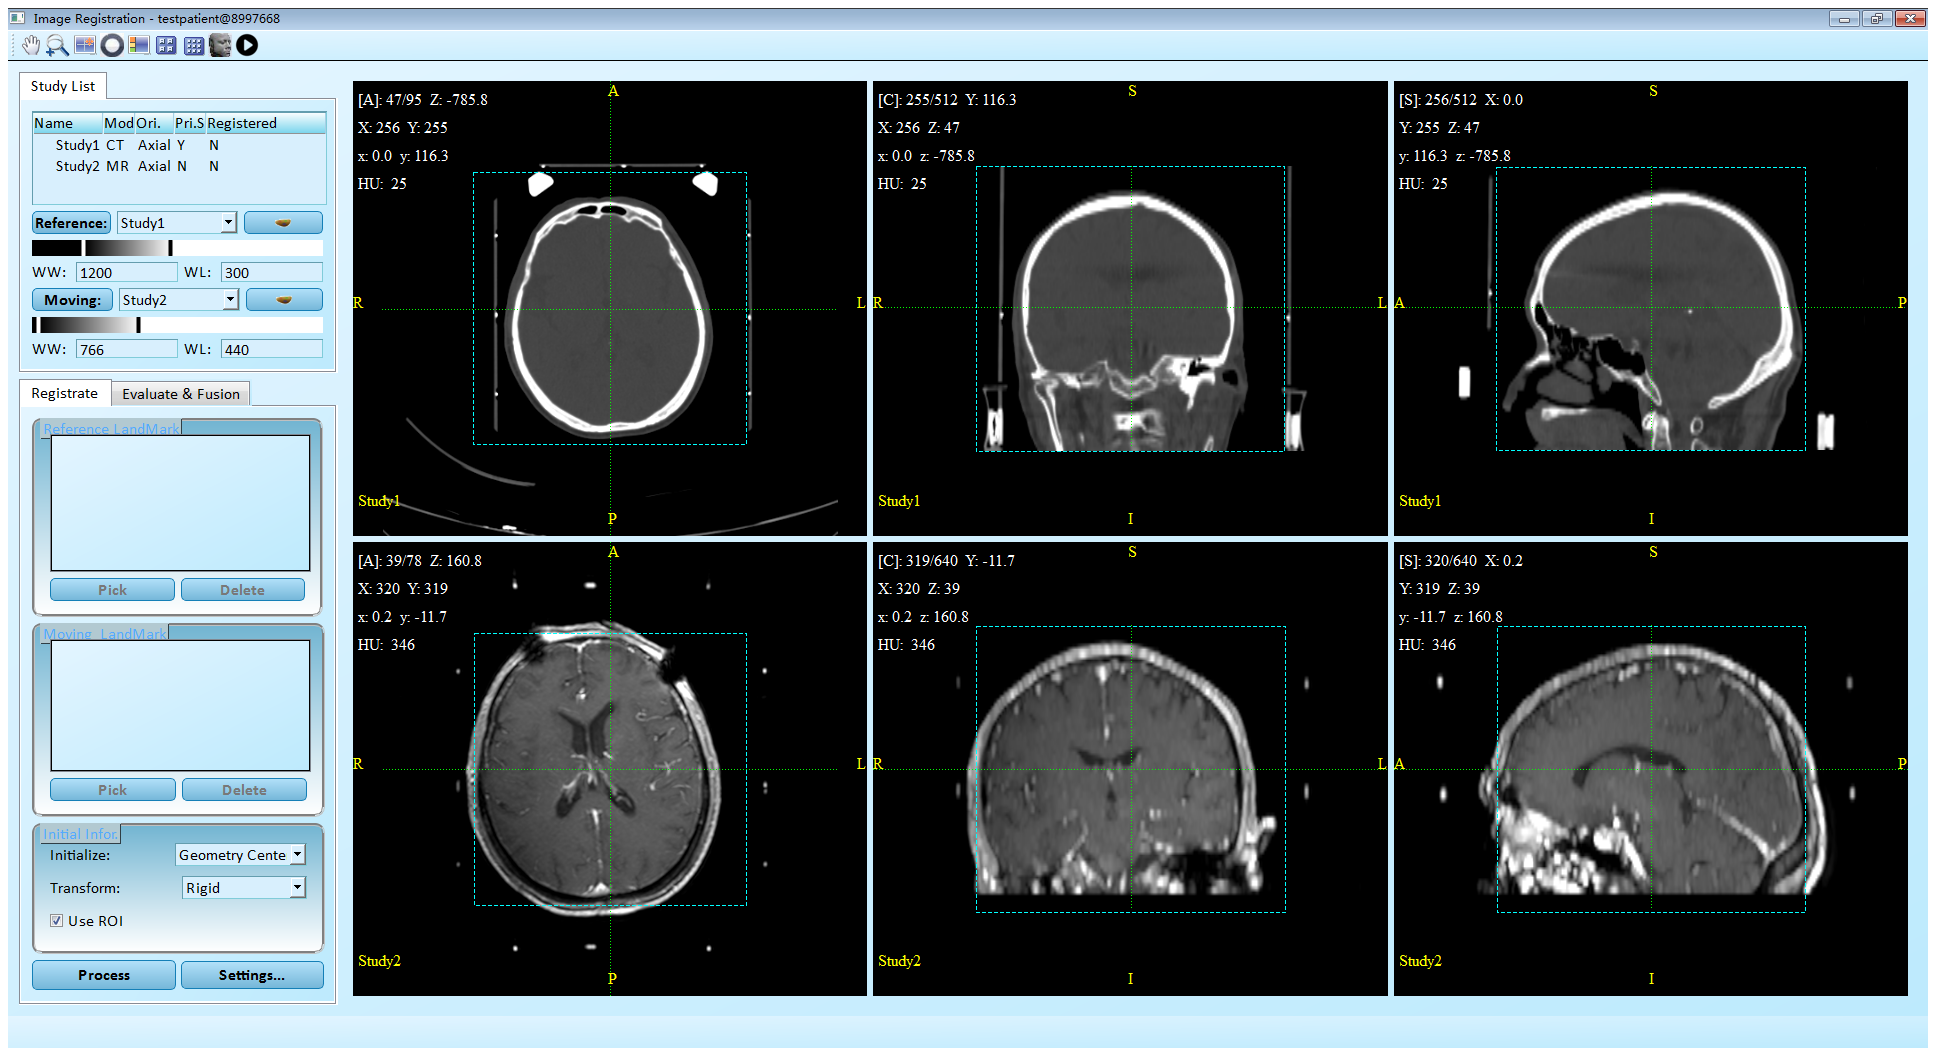 Image Registration - testpatient@8997668
Study List
Name Mod Ori. Pri.S Registered
Study1 CT Axial Y N
Study2 MR Axial N N
Reference: Study1
WW: 1200 WL: 300
Moving: Study2
WW: 766 WL: 440
Registrate Evaluate & Fusion
Reference LandMark
Pick Delete
Moving LandMark
Pick Delete
Initial Infor.
Initialize: Geometry Cente
Transform: Rigid
Use ROI
Process Settings...
[A]: 47/95 Z: -785.8
X: 256 Y: 255
x: 0.0 y: 116.3
HU: 25
A
R
L
Study1
P
[C]: 255/512 Y: 116.3
X: 256 Z: 47
x: 0.0 z: -785.8
HU: 25
S
R
L
Study1
I
[S]: 256/512 X: 0.0
Y: 255 Z: 47
y: 116.3 z: -785.8
HU: 25
S
A
P
Study1
I
[A]: 39/78 Z: 160.8
X: 320 Y: 319
x: 0.2 y: -11.7
HU: 346
A
R
L
Study2
P
[C]: 319/640 Y: -11.7
X: 320 Z: 39
x: 0.2 z: 160.8
HU: 346
S
R
L
Study2
I
[S]: 320/640 X: 0.2
Y: 319 Z: 39
y: -11.7 z: 160.8
HU: 346
S
A
P
Study2
I